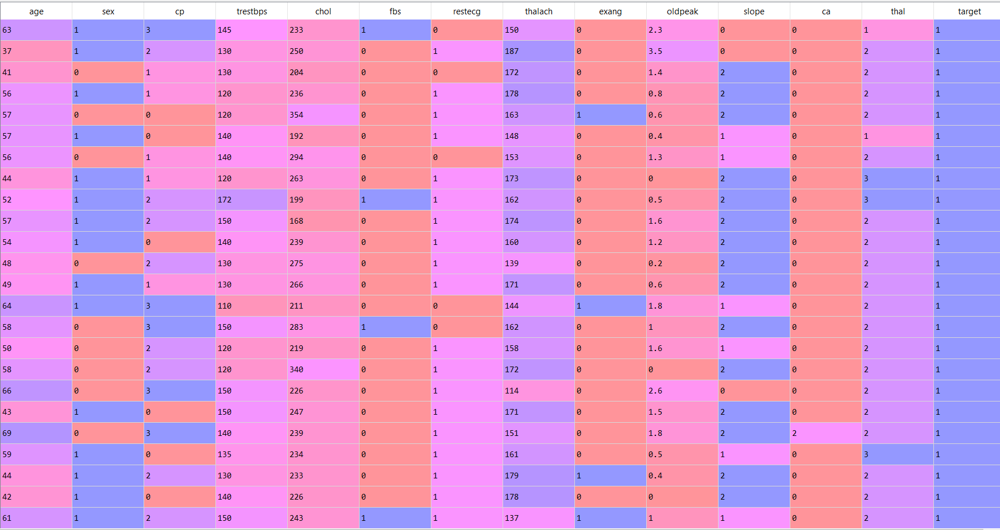 age sex cp trestbps chol fbs restecg thalach exang oldpeak slope ca thal target
63 1 3 145 233 1 0 150 0 2.3 0 0 1 1
37 1 2 130 250 0 1 187 0 3.5 0 0 2 1
41 0 1 130 204 0 0 172 0 1.4 2 0 2 1
56 1 1 120 236 0 1 178 0 0.8 2 0 2 1
57 0 0 120 354 0 1 163 1 0.6 2 0 2 1
57 1 0 140 192 0 1 148 0 0.4 1 0 1 1
56 0 1 140 294 0 0 153 0 1.3 1 0 2 1
44 1 1 120 263 0 1 173 0 0 2 0 3 1
52 1 2 172 199 1 1 162 0 0.5 2 0 3 1
57 1 2 150 168 0 1 174 0 1.6 2 0 2 1
54 1 0 140 239 0 1 160 0 1.2 2 0 2 1
48 0 2 130 275 0 1 139 0 0.2 2 0 2 1
49 1 1 130 266 0 1 171 0 0.6 2 0 2 1
64 1 3 110 211 0 0 144 1 1.8 1 0 2 1
58 0 3 150 283 1 0 162 0 1 2 0 2 1
50 0 2 120 219 0 1 158 0 1.6 1 0 2 1
58 0 2 120 340 0 1 172 0 0 2 0 2 1
66 0 3 150 226 0 1 114 0 2.6 0 0 2 1
43 1 0 150 247 0 1 171 0 1.5 2 0 2 1
69 0 3 140 239 0 1 151 0 1.8 2 2 2 1
59 1 0 135 234 0 1 161 0 0.5 1 0 3 1
44 1 2 130 233 0 1 179 1 0.4 2 0 2 1
42 1 0 140 226 0 1 178 0 0 2 0 2 1
61 1 2 150 243 1 1 137 1 1 1 0 2 1